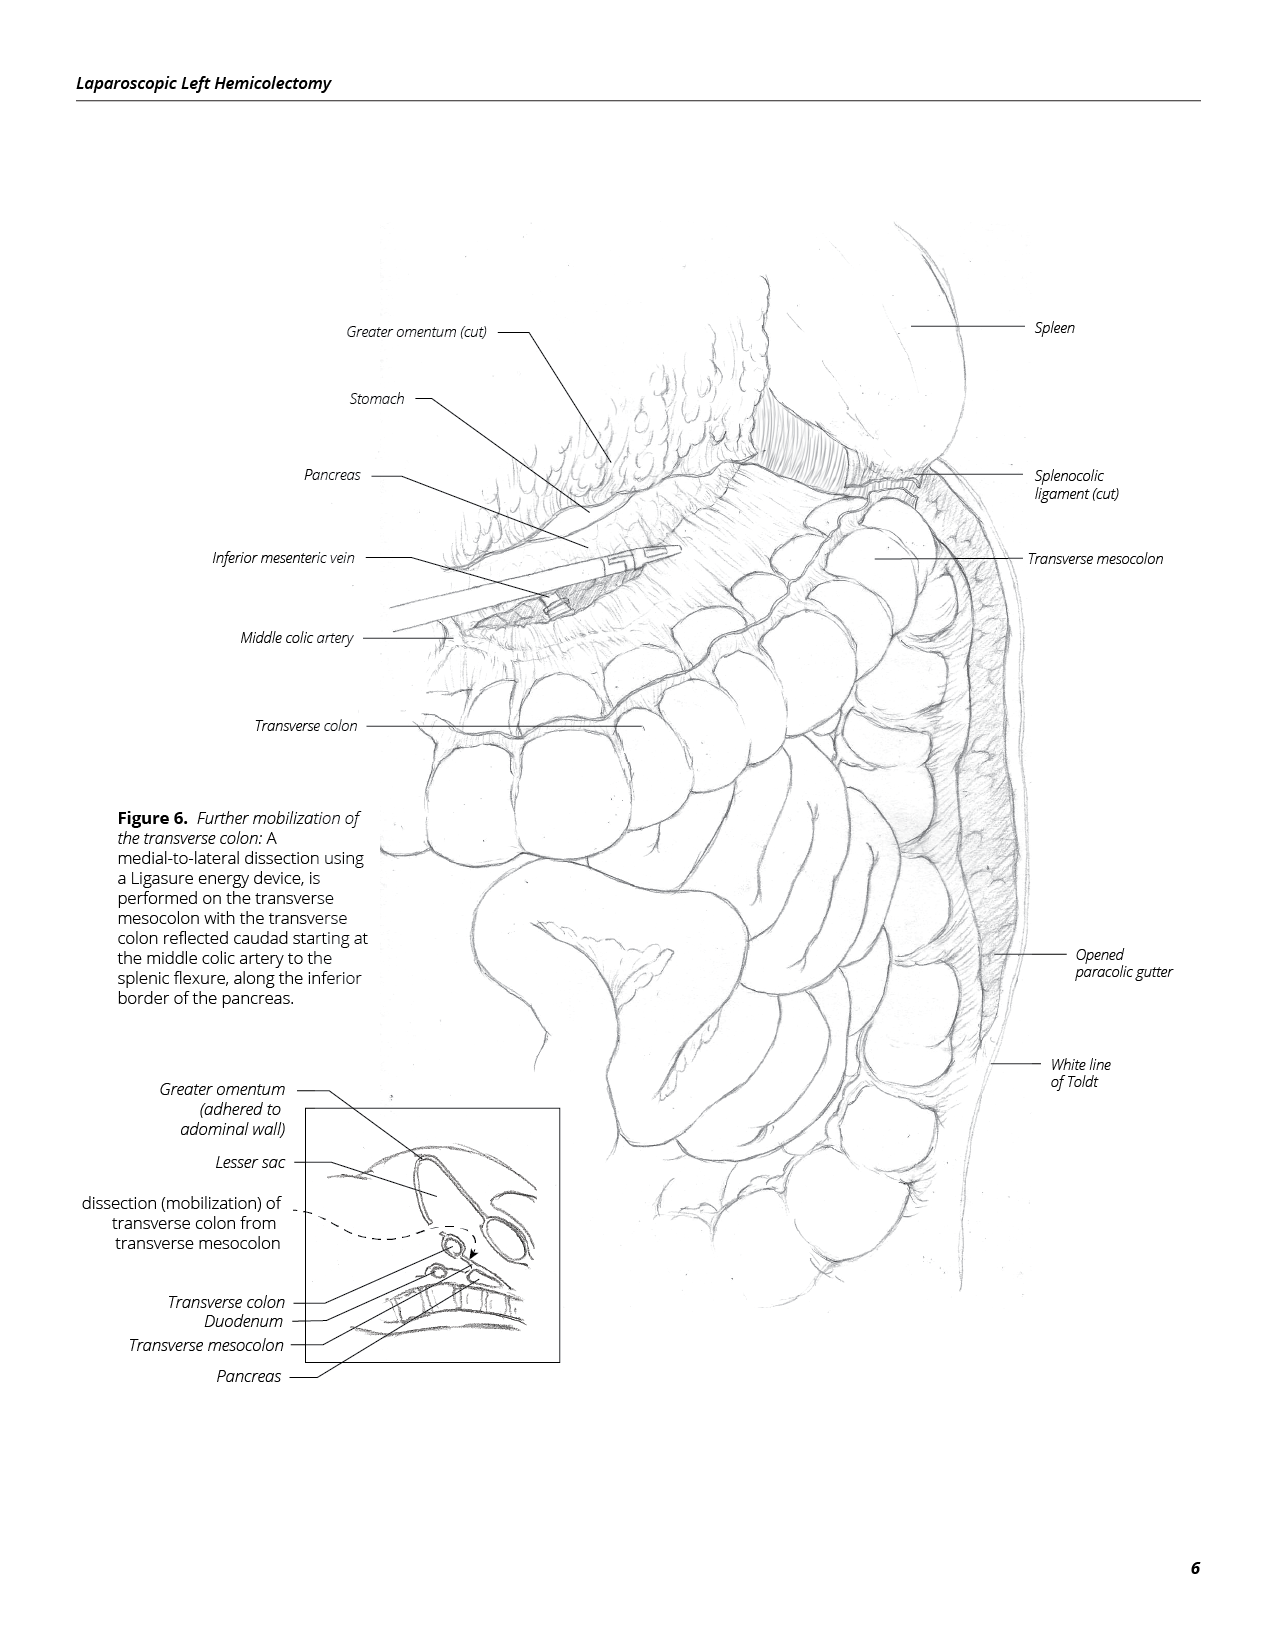 Laparoscopic Left Hemicolectomy
Greater omentum (cut)
Spleen
Stomach
Pancreas
Splenocolic
ligament (cut)
Inferior mesenteric vein
Transverse mesocolon
Middle colic artery
Transverse colon
Figure 6. Further mobilization of
the transverse colon: A
medial-to-lateral dissection using
a Ligasure energy device, is
performed on the transverse
mesocolon with the transverse
colon reflected caudad starting at
the middle colic artery to the
splenic flexure, along the inferior
border of the pancreas.
Opened
paracolic gutter
White line
of Toldt
Greater omentum
(adhered to
adominal wall)
Lesser sac
dissection (mobilization) of
transverse colon from
transverse mesocolon
Transverse colon
Duodenum
Transverse mesocolon
Pancreas
6